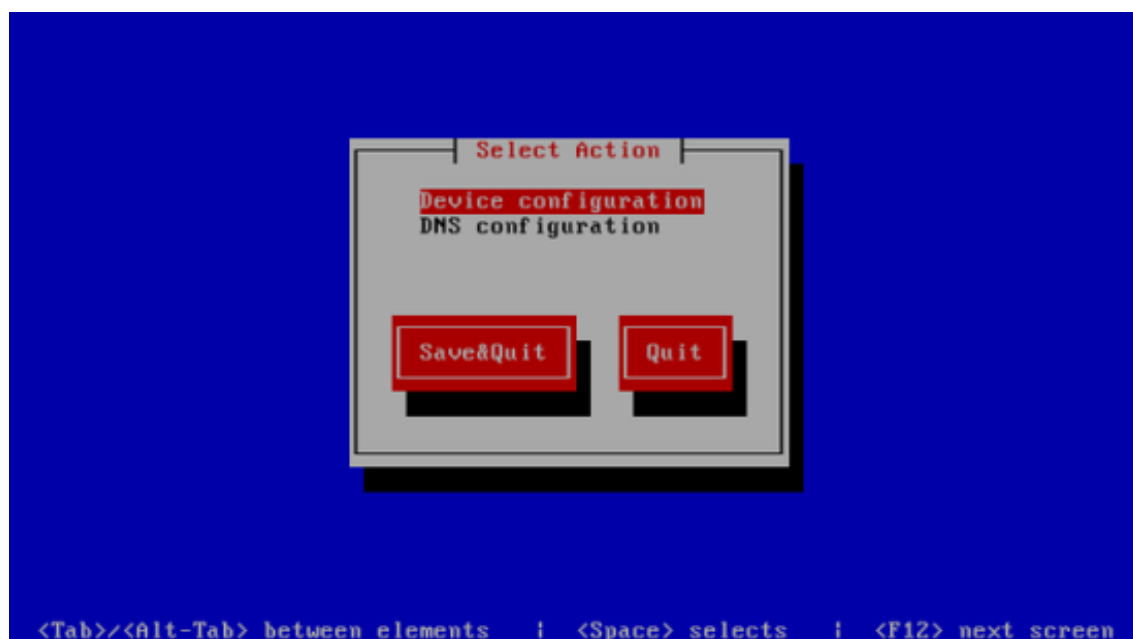 Select Action
Device configuration
DNS configuration
Save&Quit Quit
<Tab>/<Alt-Tab> between elements | <Space> selects | <F12> next screen